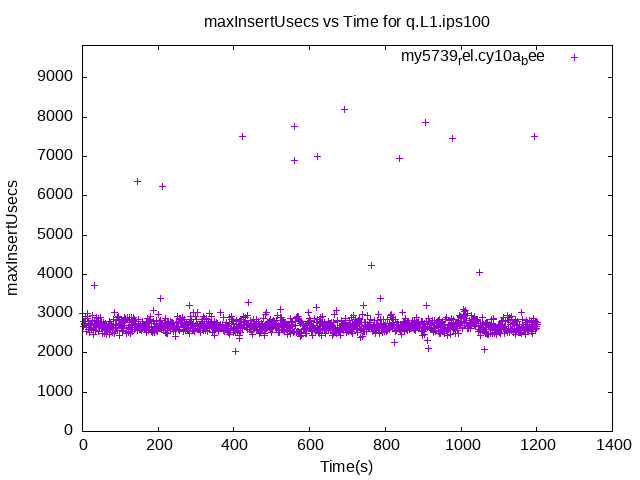 maxInsertUsecs vs Time for q.L1.ips100
my5739rel.cy10abee
9000
8000
7000
6000
5000
4000
3000
2000
1000
0
maxInsertUsecs
0 200 400 600 800 1000 1200 1400
Time(s)